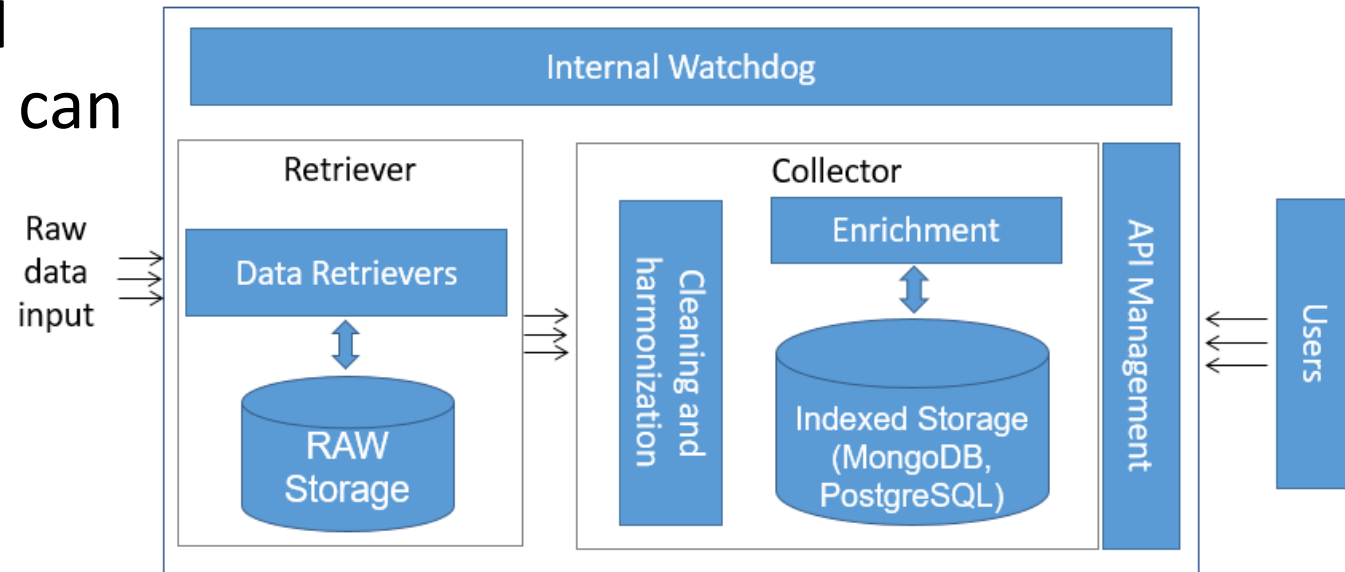 can
Internal Watchdog
Retriever
Raw
data
input
Data Retrievers
RAW
Storage
Collector
Cleaning and
harmonization
Enrichment
Indexed Storage
(MongoDB,
PostgreSQL)
API Management
Users